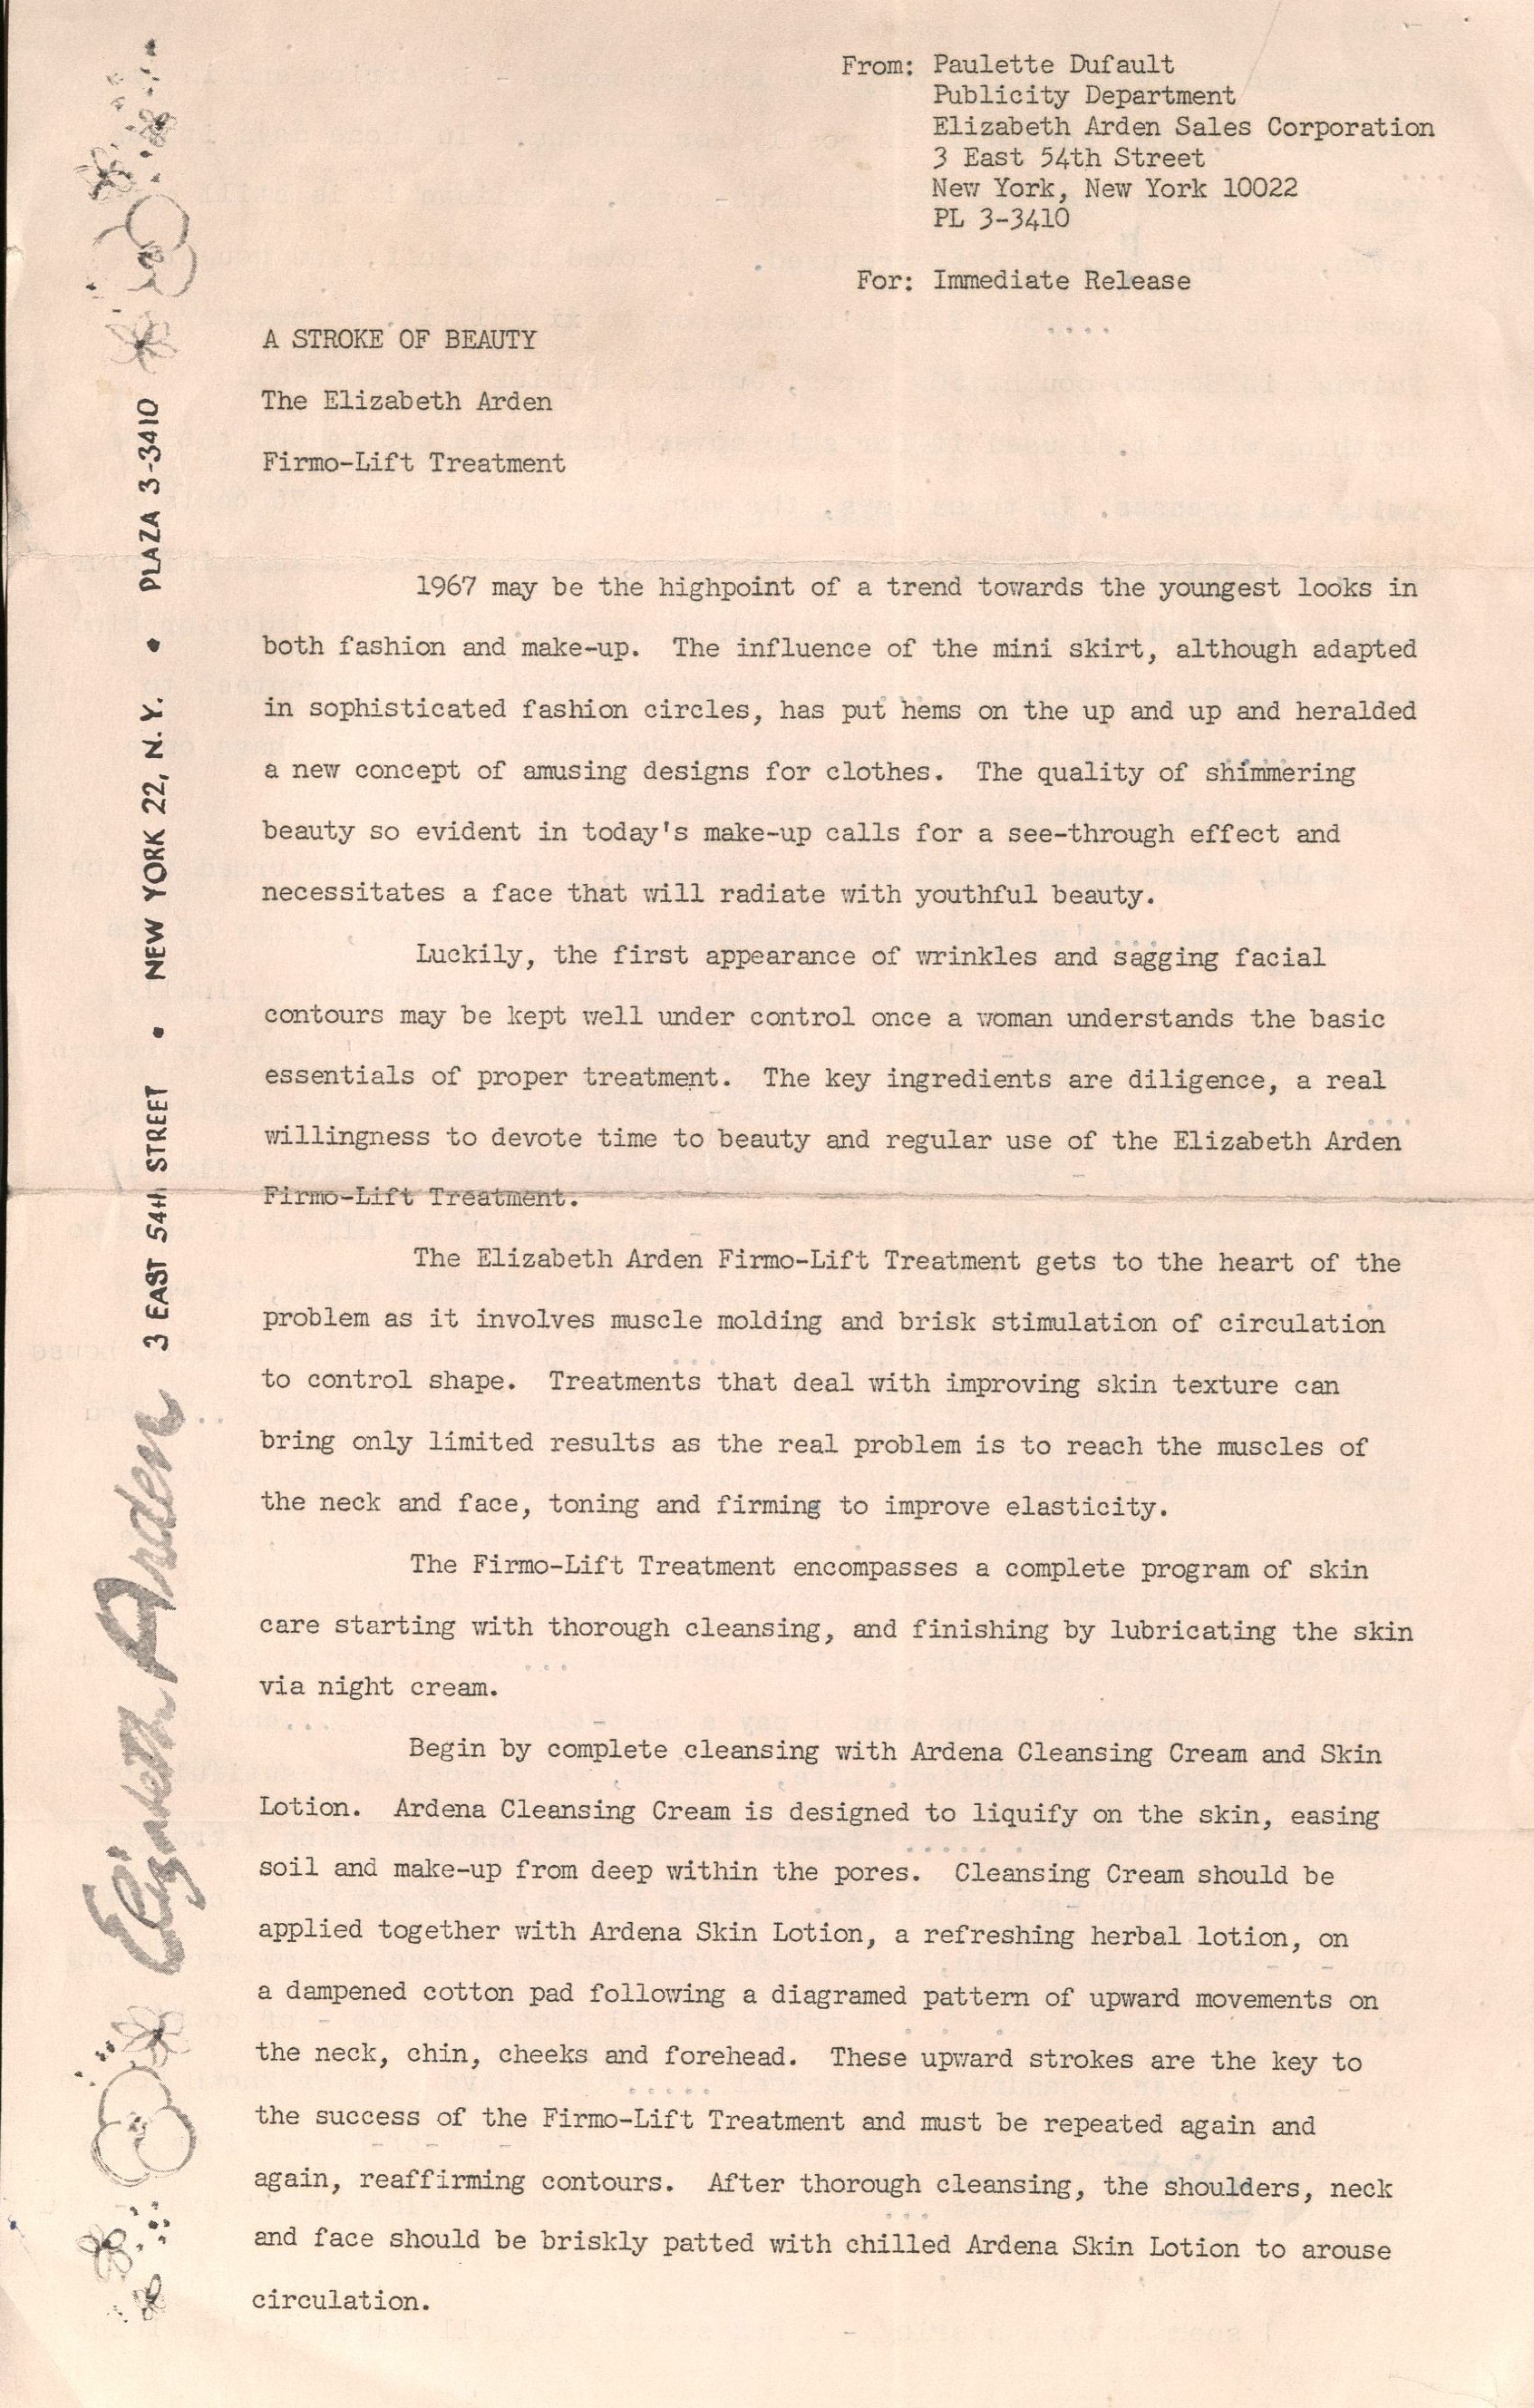 From: Paulette Dufault
Publicity Department
Elizabeth Arden Sales Corporation
3 East 54th Street
New York, New York 10022
PL 3-3410
For: Immediate Release
A STROKE OF BEAUTY
The Elizabeth Arden
Firmo-Lift Treatment
1967 may be the highpoint of a trend towards the youngest looks in
both fashion and make-up. The influence of the mini skirt, although adapted
in sophisticated fashion circles, has put hems on the up and up and heralded
a new concept of amusing designs for clothes. The quality of shimmering
beauty so evident in today's make-up calls for a see-through effect and
necessitates a face that will radiate with youthful beauty.
Luckily, the first appearance of wrinkles and sagging facial
contours may be kept well under control once a woman understands the basic
essentials of proper treatment. The key ingredients are diligence, a real
willingness to devote time to beauty and regular use of the Elizabeth Arden
Firmo-Lift Treatment.
The Elizabeth Arden Firmo-Lift Treatment gets to the heart of the
problem as it involves muscle molding and brisk stimulation of circulation
to control shape. Treatments that deal with improving skin texture can
bring only limited results as the real problem is to reach the muscles of
the neck and face, toning and firming to improve elasticity.
The Firmo-Lift Treatment encompasses a complete program of skin
care starting with thorough cleansing, and finishing by lubricating the skin
via night cream.
Begin by complete cleansing with Ardena Cleansing Cream and Skin
Lotion. Ardena Cleansing Cream is designed to liquify on the skin, easing
soil and make-up from deep within the pores. Cleansing Cream should be
applied together with Ardena Skin Lotion, a refreshing herbal lotion, on
a dampened cotton pad following a diagramed pattern of upward movements on
the neck, chin, cheeks and forehead. These upward strokes are the key to
the success of the Firmo-Lift Treatment and must be repeated again and
again, reaffirming contours. After thorough cleansing, the shoulders, neck
and face should be briskly patted with chilled Ardena Skin Lotion to arouse
circulation.
Elizabeth Arden 3 EAST 54TH STREET • NEW YORK 22, N.Y. • PLAZA 3-3410